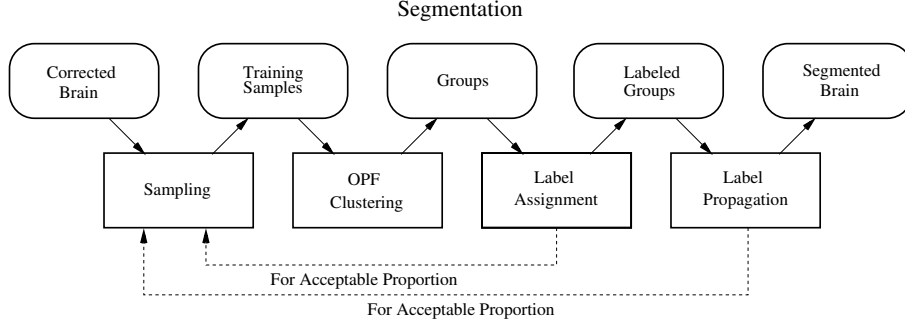 Segmentation
Corrected
Brain
Training
Samples
Groups
Labeled
Groups
Segmented
Brain
Sampling
OPF
Clustering
Label
Assignment
Label
Propagation
For Acceptable Proportion
For Acceptable Proportion